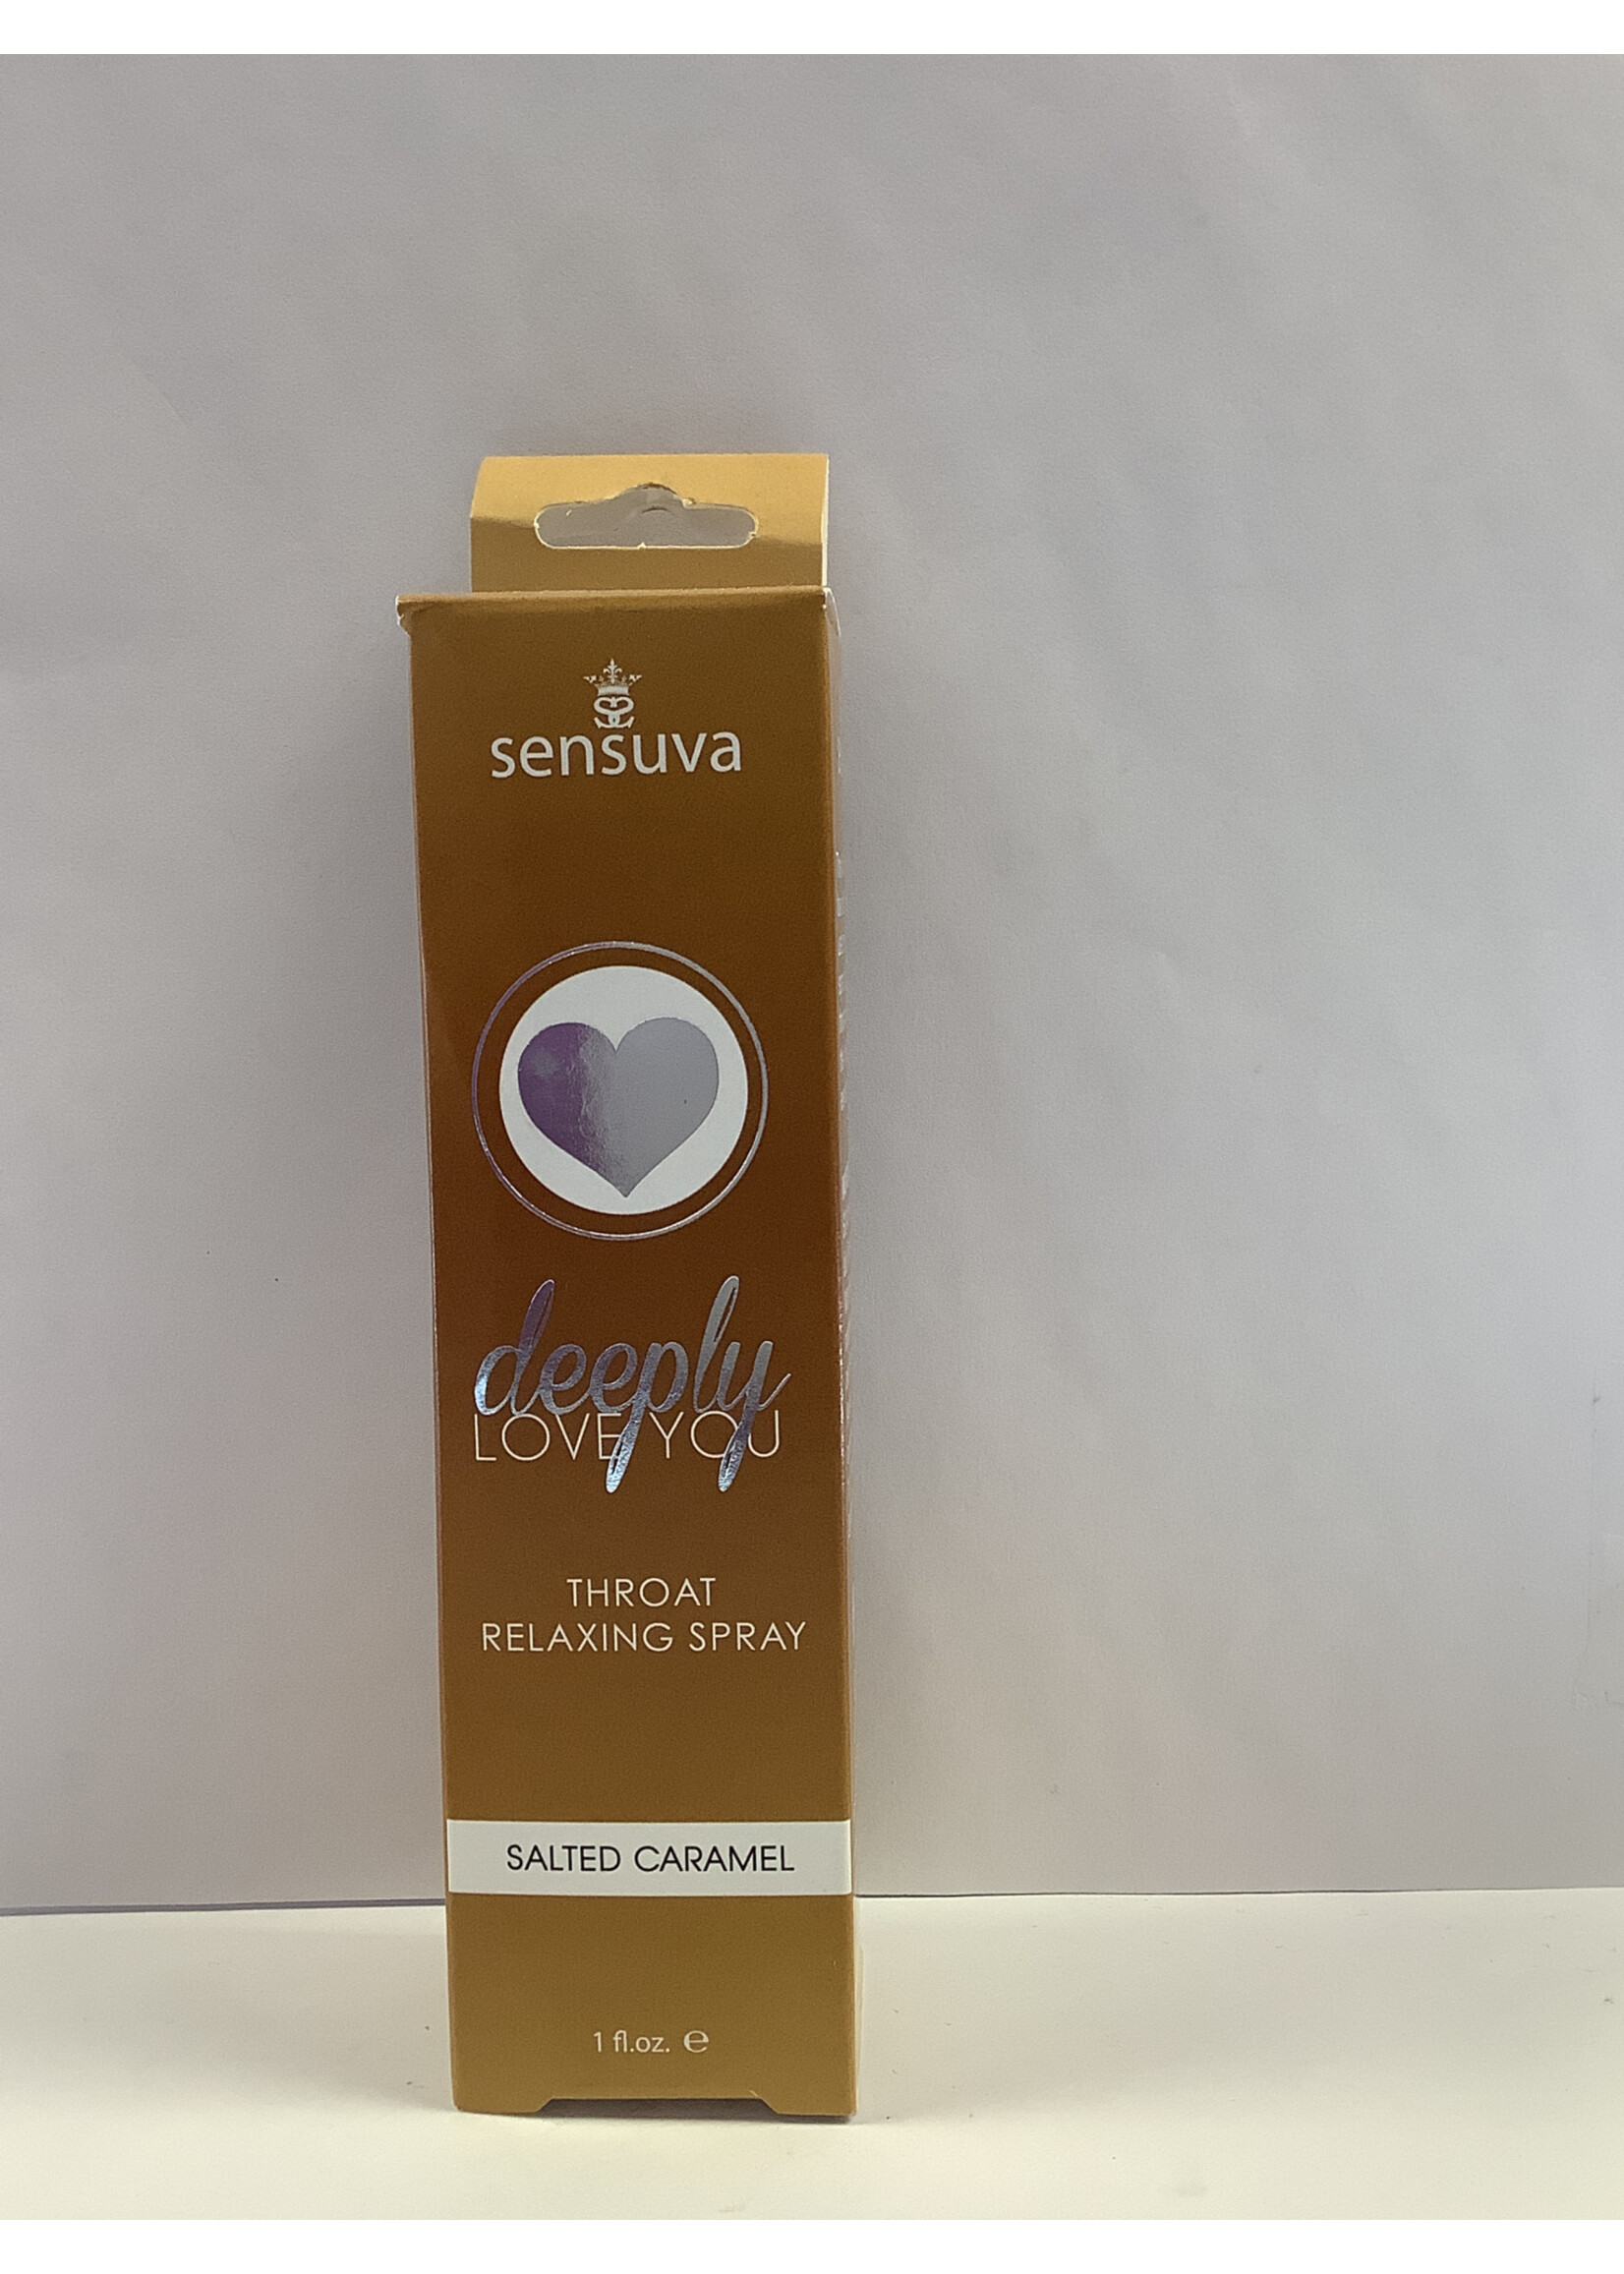 sensuva
deeply
LOVE YOU
THROAT
RELAXING SPRAY
SALTED CARAMEL
1 fl.oz. ℮